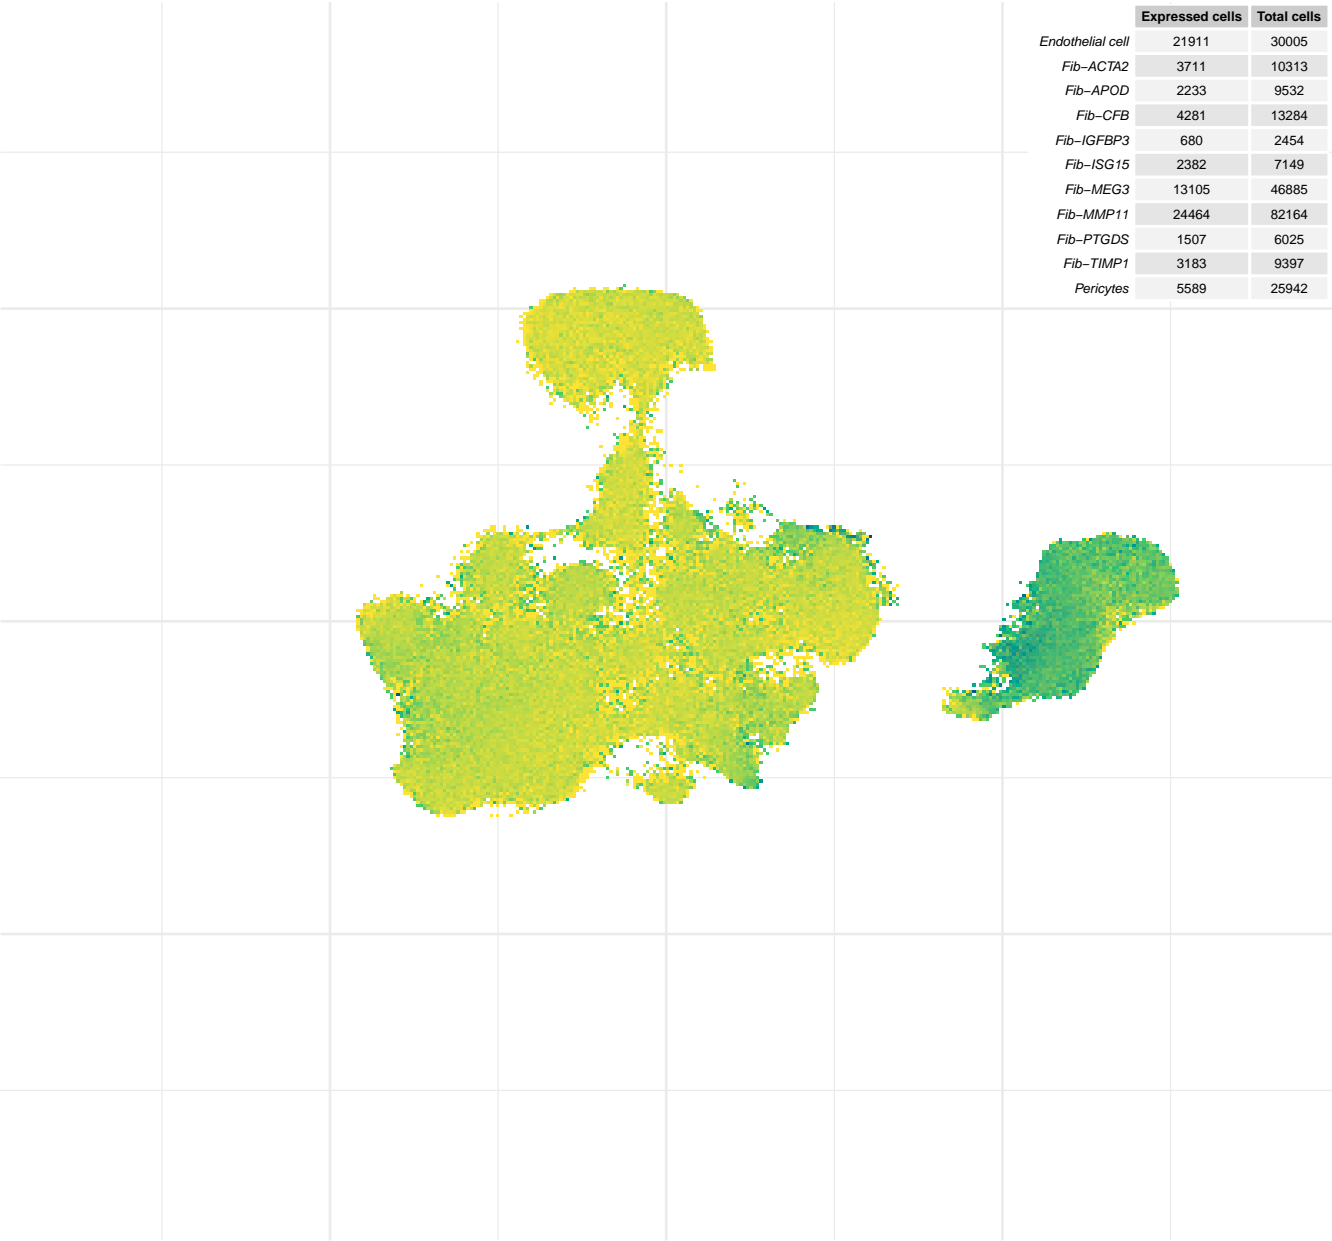 Expressed cells Total cells
Endothelial cell 21911 30005
Fib−ACTA2 3711 10313
Fib−APOD 2233 9532
Fib−CFB 4281 13284
Fib−IGFBP3 680 2454
Fib−ISG15 2382 7149
Fib−MEG3 13105 46885
Fib−MMP11 24464 82164
Fib−PTGDS 1507 6025
Fib−TIMP1 3183 9397
Pericytes 5589 25942